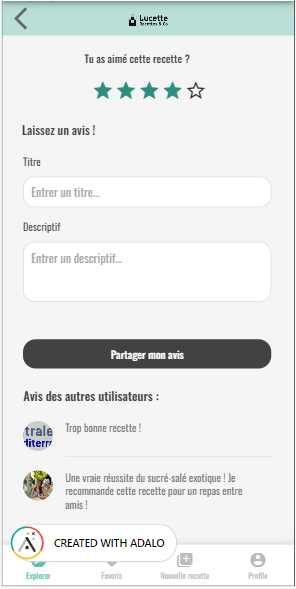 Lucette
Recettes & Co
Tu as aimé cette recette ?
Laissez un avis !
Titre
Entrer un titre...
Descriptif
Entrer un descriptif...
Partager mon avis
Avis des autres utilisateurs :
trale
diterr
Trop bonne recette !
Une vraie réussite du sucré-salé exotique ! Je
recommande cette recette pour un repas entre
amis !
CREATED WITH ADALO
Explorer
Favoris
Nouvelle recette
Profile